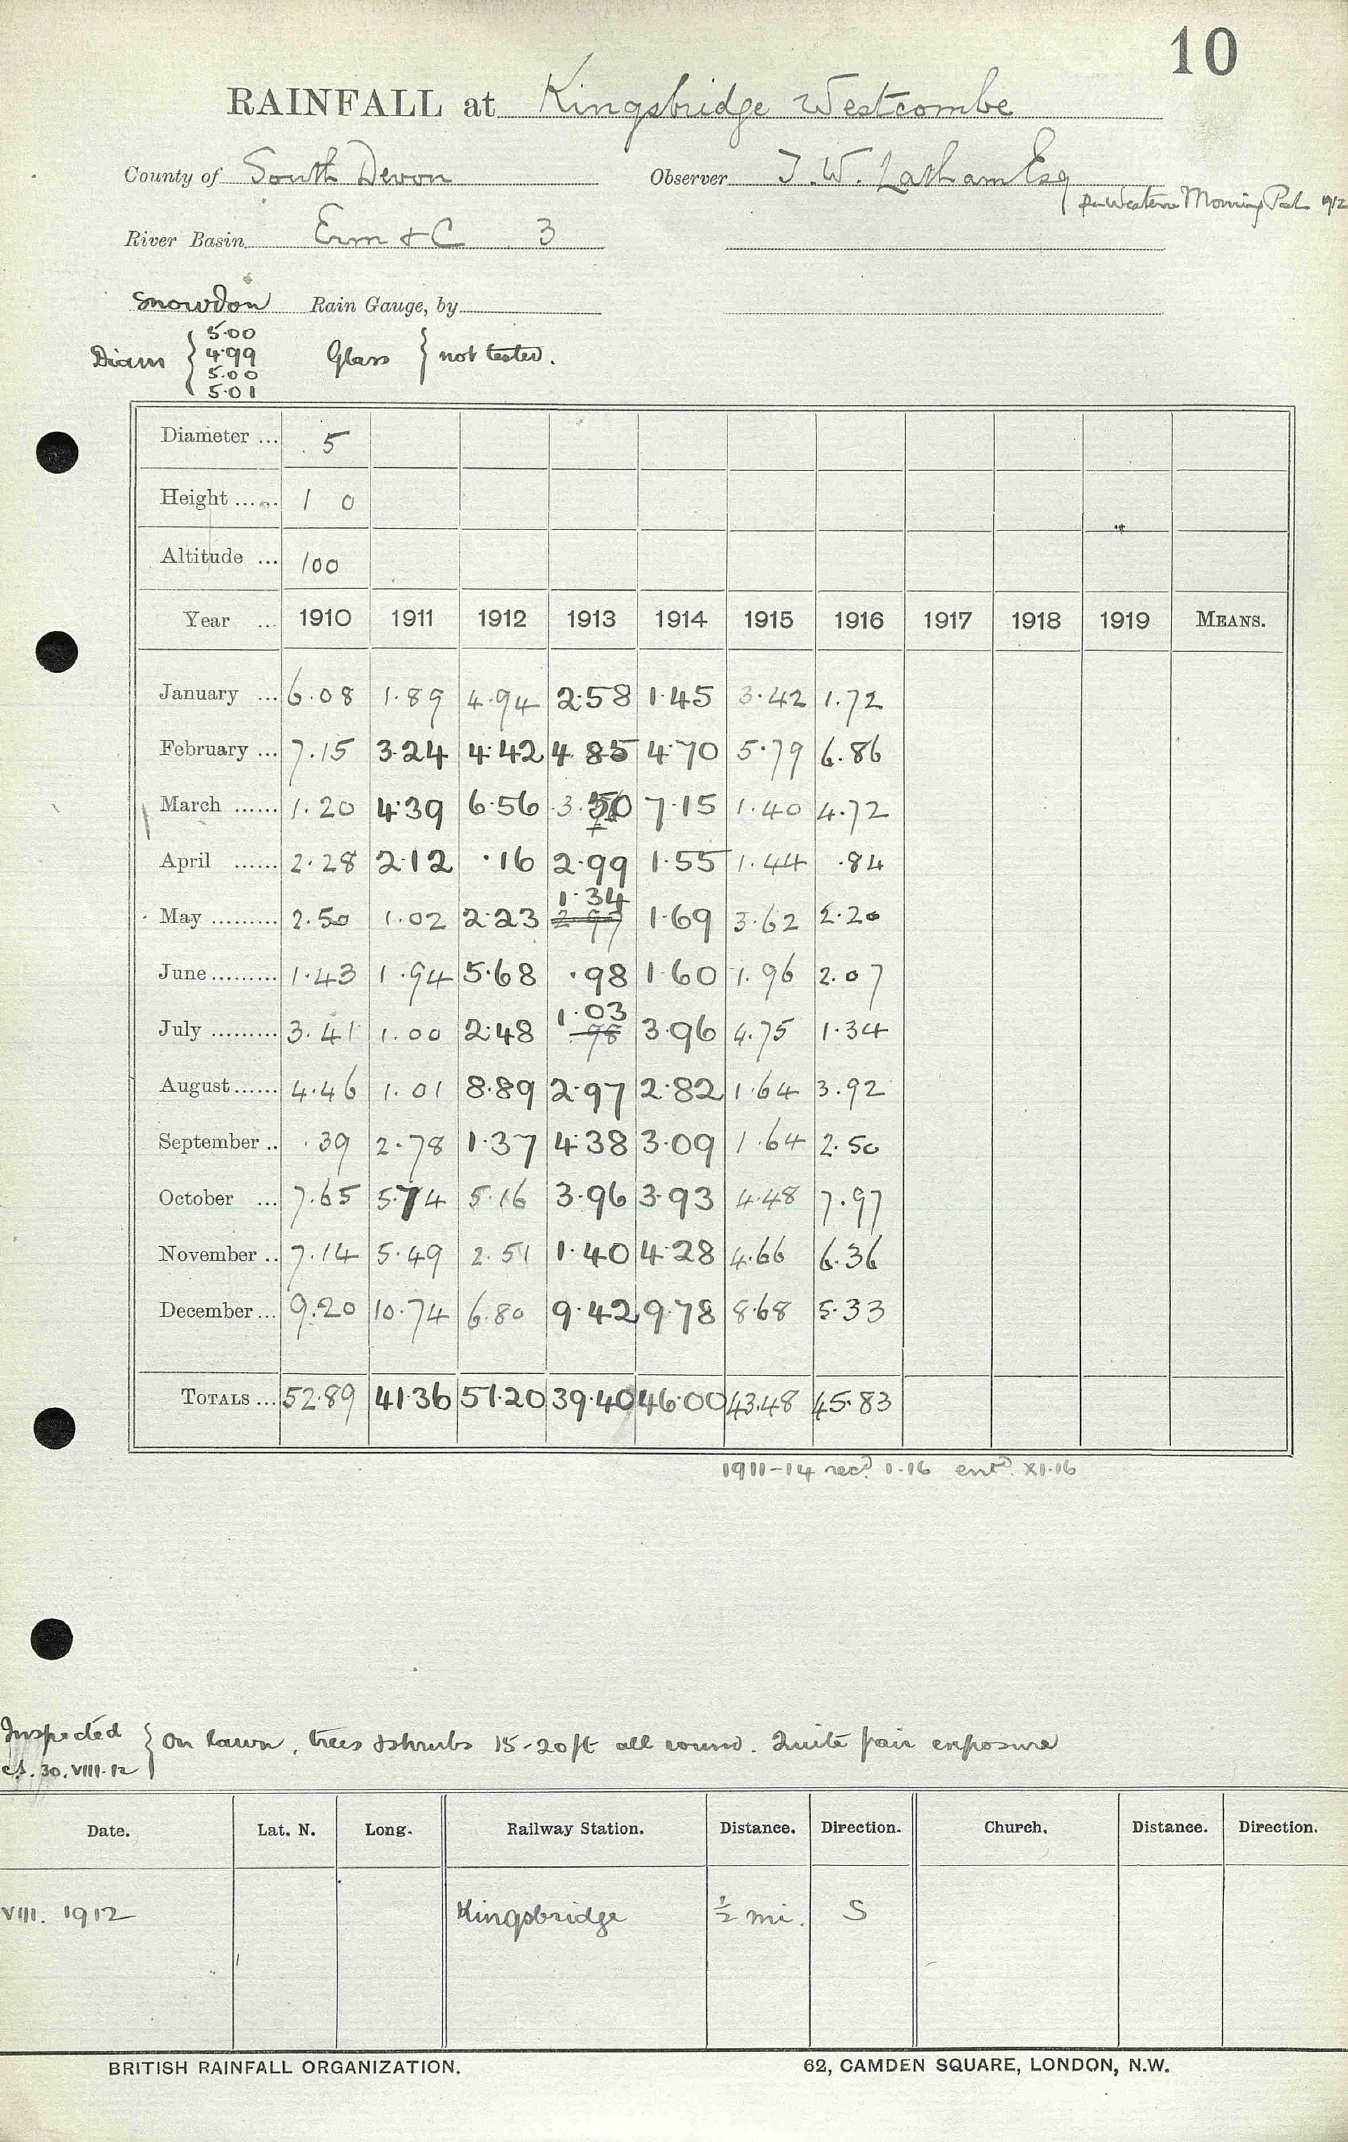 10
RAINFALL at Kingsbridge Westcombe
County of South Devon Observer T. W. Latham Esq
per Western Morning 1912
River Basin Erm & C 3
Snowdon Rain Gauge, by
Diam { 5.00 4.99 5.00 5.01 Glass } not tested.
Diameter ... 5
Height ...... 1 0
Altitude ... 100
Year ... 1910 1911 1912 1913 1914 1915 1916 1917 1918 1919 MEANS.
January ... 6.08 1.89 4.94 2.58 1.45 3.42 1.72
February ... 7.15 3.24 4.42 4.85 4.70 5.79 6.86
March ...... 1.20 4.39 6.56 3.50 7.15 1.40 4.72
April ...... 2.28 2.12 .16 2.99 1.55 1.44 .84
1.34
May ......... 2.50 1.02 2.23 2.97 1.69 3.62 2.20
June ......... 1.43 1.94 5.68 .98 1.60 1.96 2.07
1.03
July ......... 3.41 1.00 2.48 .98 3.96 4.75 1.34
August ...... 4.46 1.01 8.89 2.97 2.82 1.64 3.92
September .. .39 2.78 1.37 4.38 3.09 1.64 2.50
October ... 7.65 5.74 5.16 3.96 3.93 4.48 7.97
November .. 7.14 5.49 2.51 1.40 4.28 4.66 6.36
December ... 9.20 10.74 6.80 9.42 9.78 8.68 5.33
TOTALS ... 52.89 41.36 51.20 39.40 46.00 43.48 45.83
1911-14 recd. 1.16 entd. XI.16
Inspected { On lawn, trees & shrubs 15-20ft all round. Quite fair exposure
30.VIII.12
Date. Lat. N. Long. Railway Station. Distance. Direction. Church. Distance. Direction.
VIII. 1912 Kingsbridge ½ mi. S
BRITISH RAINFALL ORGANIZATION. 62, CAMDEN SQUARE, LONDON, N.W.